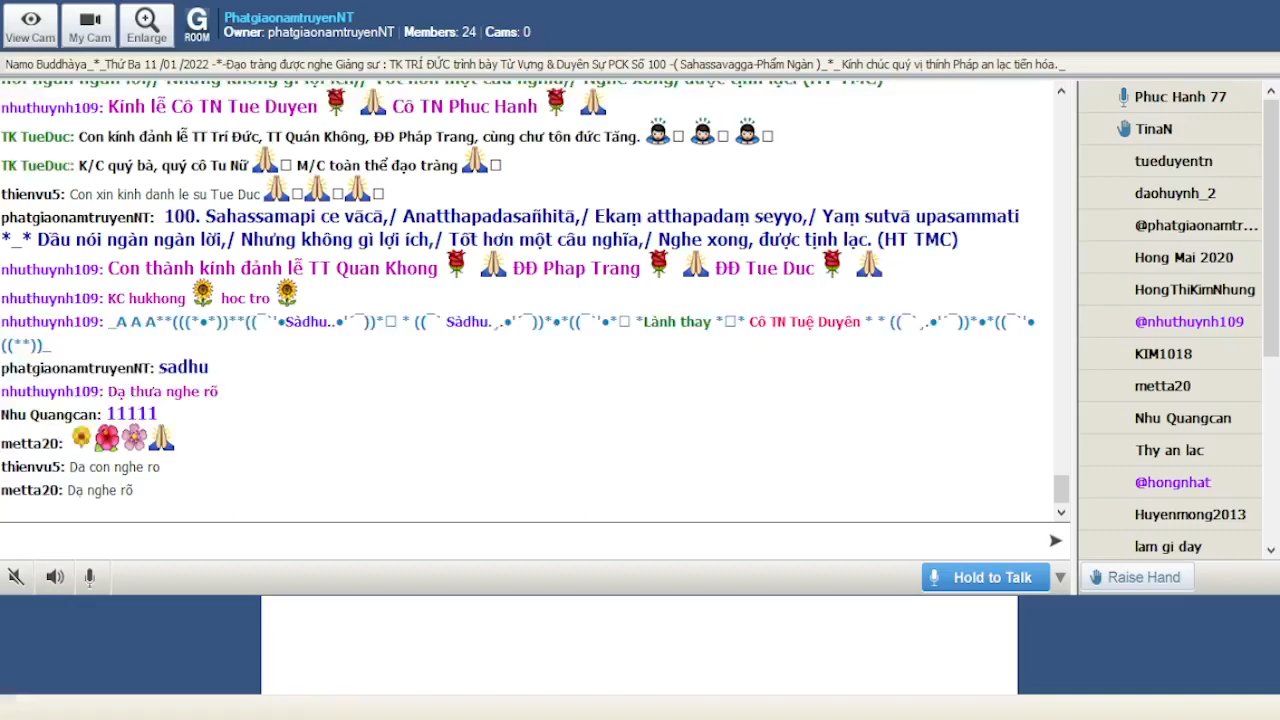 View Cam
My Cam
Enlarge
G ROOM
PhatgiaonamtruyenNT
Owner: phatgiaonamtruyenNT | Members: 24 | Cams: 0
Namo Buddhàya_*_Thứ Ba 11 /01 /2022 -*-Đạo tràng được nghe Giảng sư : TK TRÍ ĐỨC trình bày Từ Vựng & Duyên Sự PCK Số 100 -( Sahassavagga-Phẩm Ngàn )_*_ Kính chúc quý vị thính Pháp an lạc tiến hóa._
nhuthuynh109: Kính lễ Cô TN Tue Duyen 🌹 🙏 Cô TN Phuc Hanh 🌹 🙏
TK TueDuc: Con kính đảnh lễ TT Trí Đức, TT Quán Không, ĐĐ Pháp Trang, cùng chư tôn đức Tăng.
TK TueDuc: K/C quý bà, quý cô Tu Nữ 🙏 M/C toàn thể đạo tràng 🙏
thienvu5: Con xin kinh danh le su Tue Duc 🙏🙏🙏
phatgiaonamtruyenNT: 100. Sahassamapi ce vācā,/ Anatthapadasañhitā,/ Ekaṃ atthapadaṃ seyyo,/ Yaṃ sutvā upasammati
*_* Dầu nói ngàn ngàn lời,/ Nhưng không gì lợi ích,/ Tốt hơn một câu nghĩa,/ Nghe xong, được tịnh lạc. (HT TMC)
nhuthuynh109: Con thành kính đảnh lễ TT Quan Khong 🌹 🙏 ĐĐ Phap Trang 🌹 🙏 ĐĐ Tue Duc 🌹 🙏
nhuthuynh109: KC hukhong 🌻 hoc tro 🌻
nhuthuynh109: _A A A**(((*•*))**((¯`'•Sàdhu..•'´¯))*□ * ((¯` Sàdhu.¸.•'´¯))*•*((¯`'•*□ *Lành thay *□* Cô TN Tuệ Duyên * * ((¯`¸.•'´¯))*•*((¯`'•
((**))_
phatgiaonamtruyenNT: sadhu
nhuthuynh109: Dạ thưa nghe rõ
Nhu Quangcan: 11111
metta20: 🌼🌺🌸🙏
thienvu5: Da con nghe ro
metta20: Dạ nghe rõ
Hold to Talk
Phuc Hanh 77
TinaN
tueduyentn
daohuynh_2
@phatgiaonamtr...
Hong Mai 2020
HongThiKimNhung
@nhuthuynh109
KIM1018
metta20
Nhu Quangcan
Thy an lac
@hongnhat
Huyenmong2013
lam gi day
Raise Hand